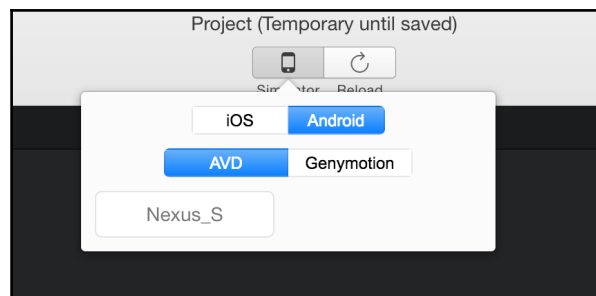 Project (Temporary until saved)
Reload
iOS Android
AVD Genymotion
Nexus_S